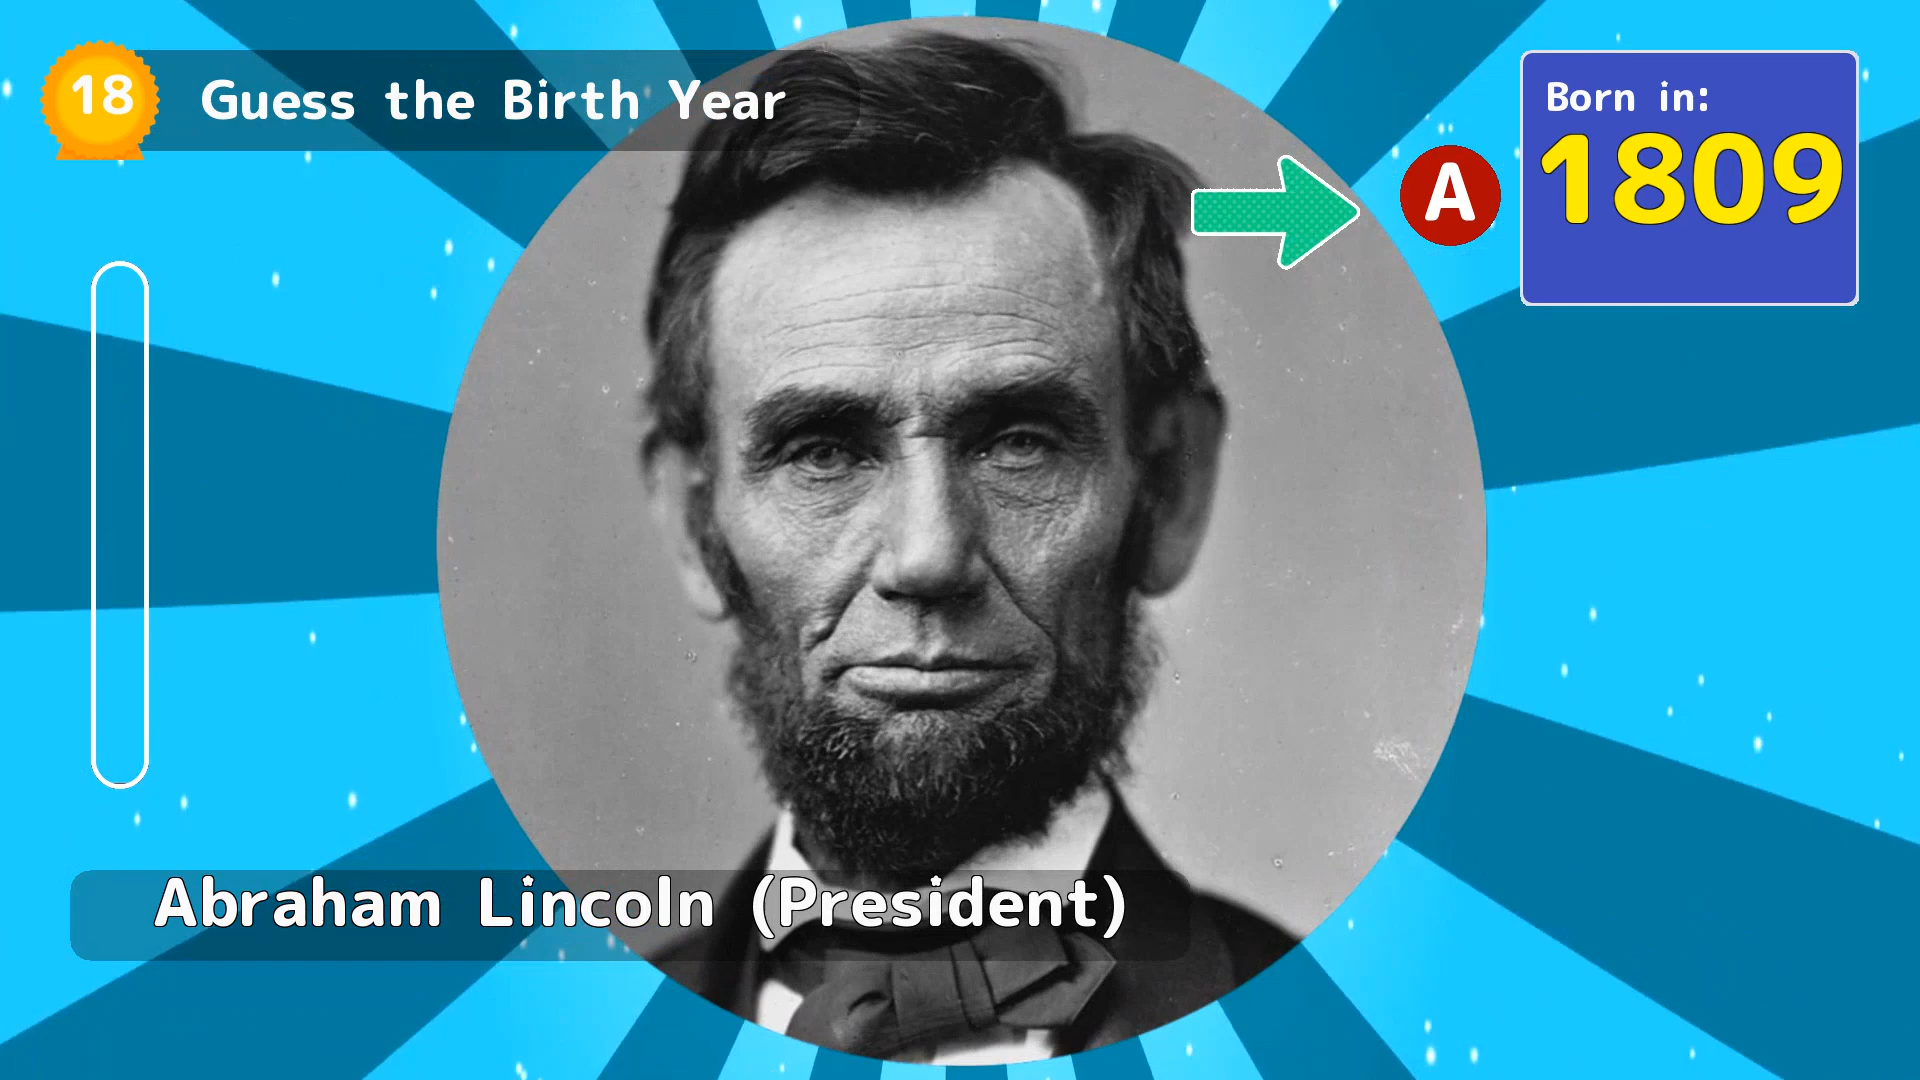 18
Guess the Birth Year
Born in:
A
1809
Abraham Lincoln (President)